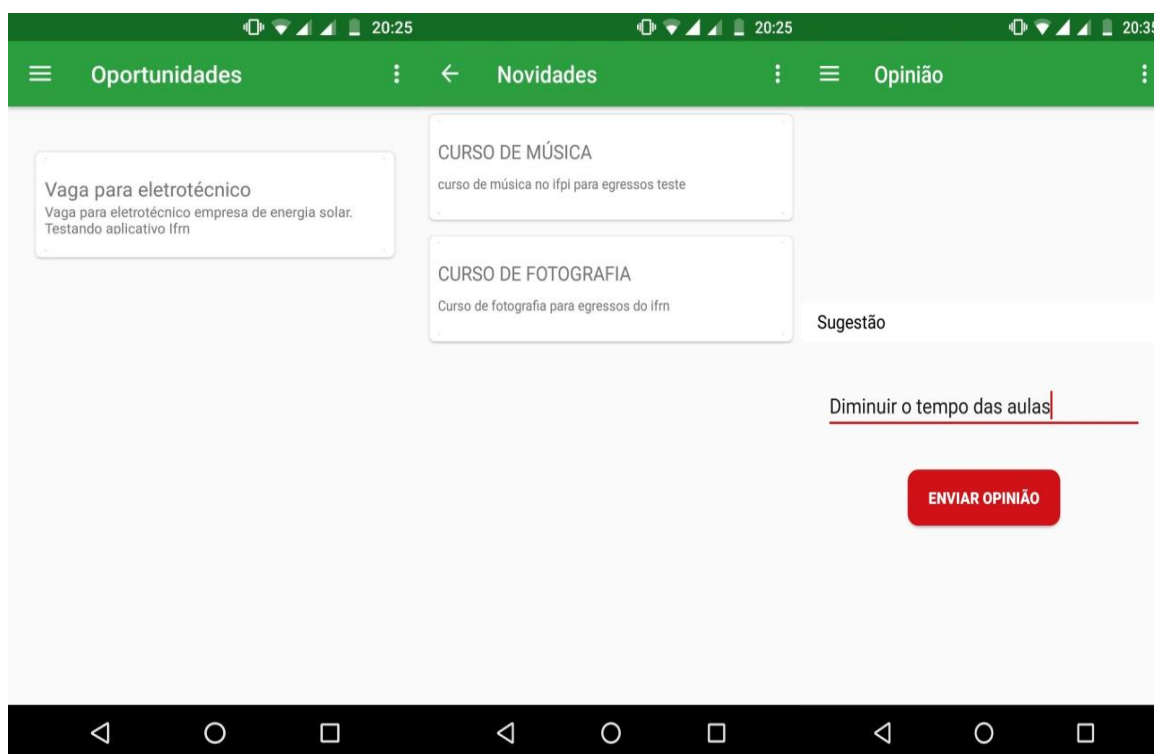 20:25
Oportunidades
Vaga para eletrotécnico
Vaga para eletrotécnico empresa de energia solar.
Testando aplicativo Ifrn
20:25
Novidades
CURSO DE MÚSICA
curso de música no ifpi para egressos teste
CURSO DE FOTOGRAFIA
Curso de fotografia para egressos do ifrn
20:35
Opinião
Sugestão
Diminuir o tempo das aulas
ENVIAR OPINIÃO